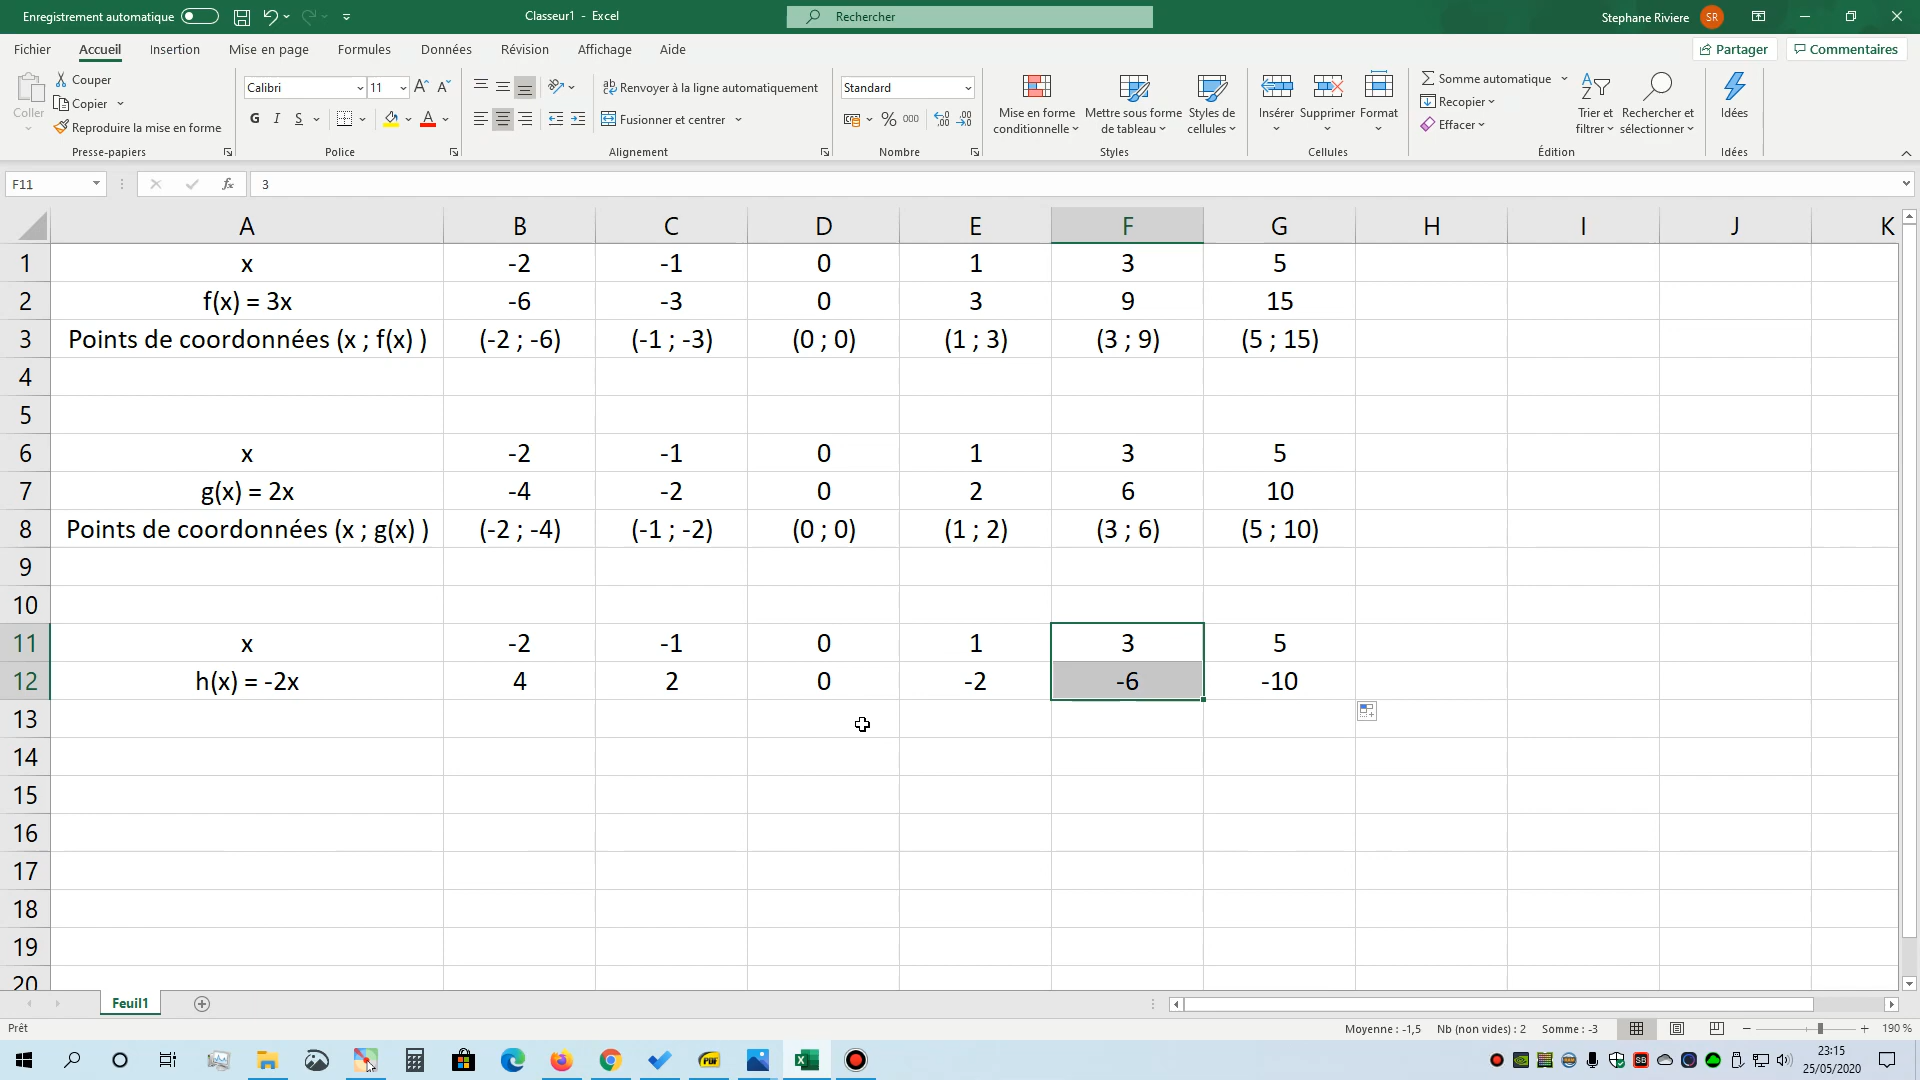 Enregistrement automatique
Classeur1 - Excel
Rechercher
Stephane Riviere
SR
Fichier Accueil Insertion Mise en page Formules Données Révision Affichage Aide
Partager
Commentaires
Coller
Couper
Copier
Reproduire la mise en forme
Presse-papiers
Calibri 11
G I S
Police
Renvoyer à la ligne automatiquement
Fusionner et centrer
Alignement
Standard
% 000
Nombre
Mise en forme conditionnelle
Mettre sous forme de tableau
Styles de cellules
Styles
Insérer Supprimer Format
Cellules
Somme automatique
Recopier
Effacer
Trier et filtrer
Rechercher et sélectionner
Édition
Idées
Idées
F11 fx 3
A B C D E F G H I J K
1 x -2 -1 0 1 3 5
2 f(x) = 3x -6 -3 0 3 9 15
3 Points de coordonnées (x ; f(x) ) (-2 ; -6) (-1 ; -3) (0 ; 0) (1 ; 3) (3 ; 9) (5 ; 15)
4
5
6 x -2 -1 0 1 3 5
7 g(x) = 2x -4 -2 0 2 6 10
8 Points de coordonnées (x ; g(x) ) (-2 ; -4) (-1 ; -2) (0 ; 0) (1 ; 2) (3 ; 6) (5 ; 10)
9
10
11 x -2 -1 0 1 3 5
12 h(x) = -2x 4 2 0 -2 -6 -10
13
14
15
16
17
18
19
20
Feuil1
Prêt
Moyenne : -1,5 Nb (non vides) : 2 Somme : -3
190 %
23:15
25/05/2020